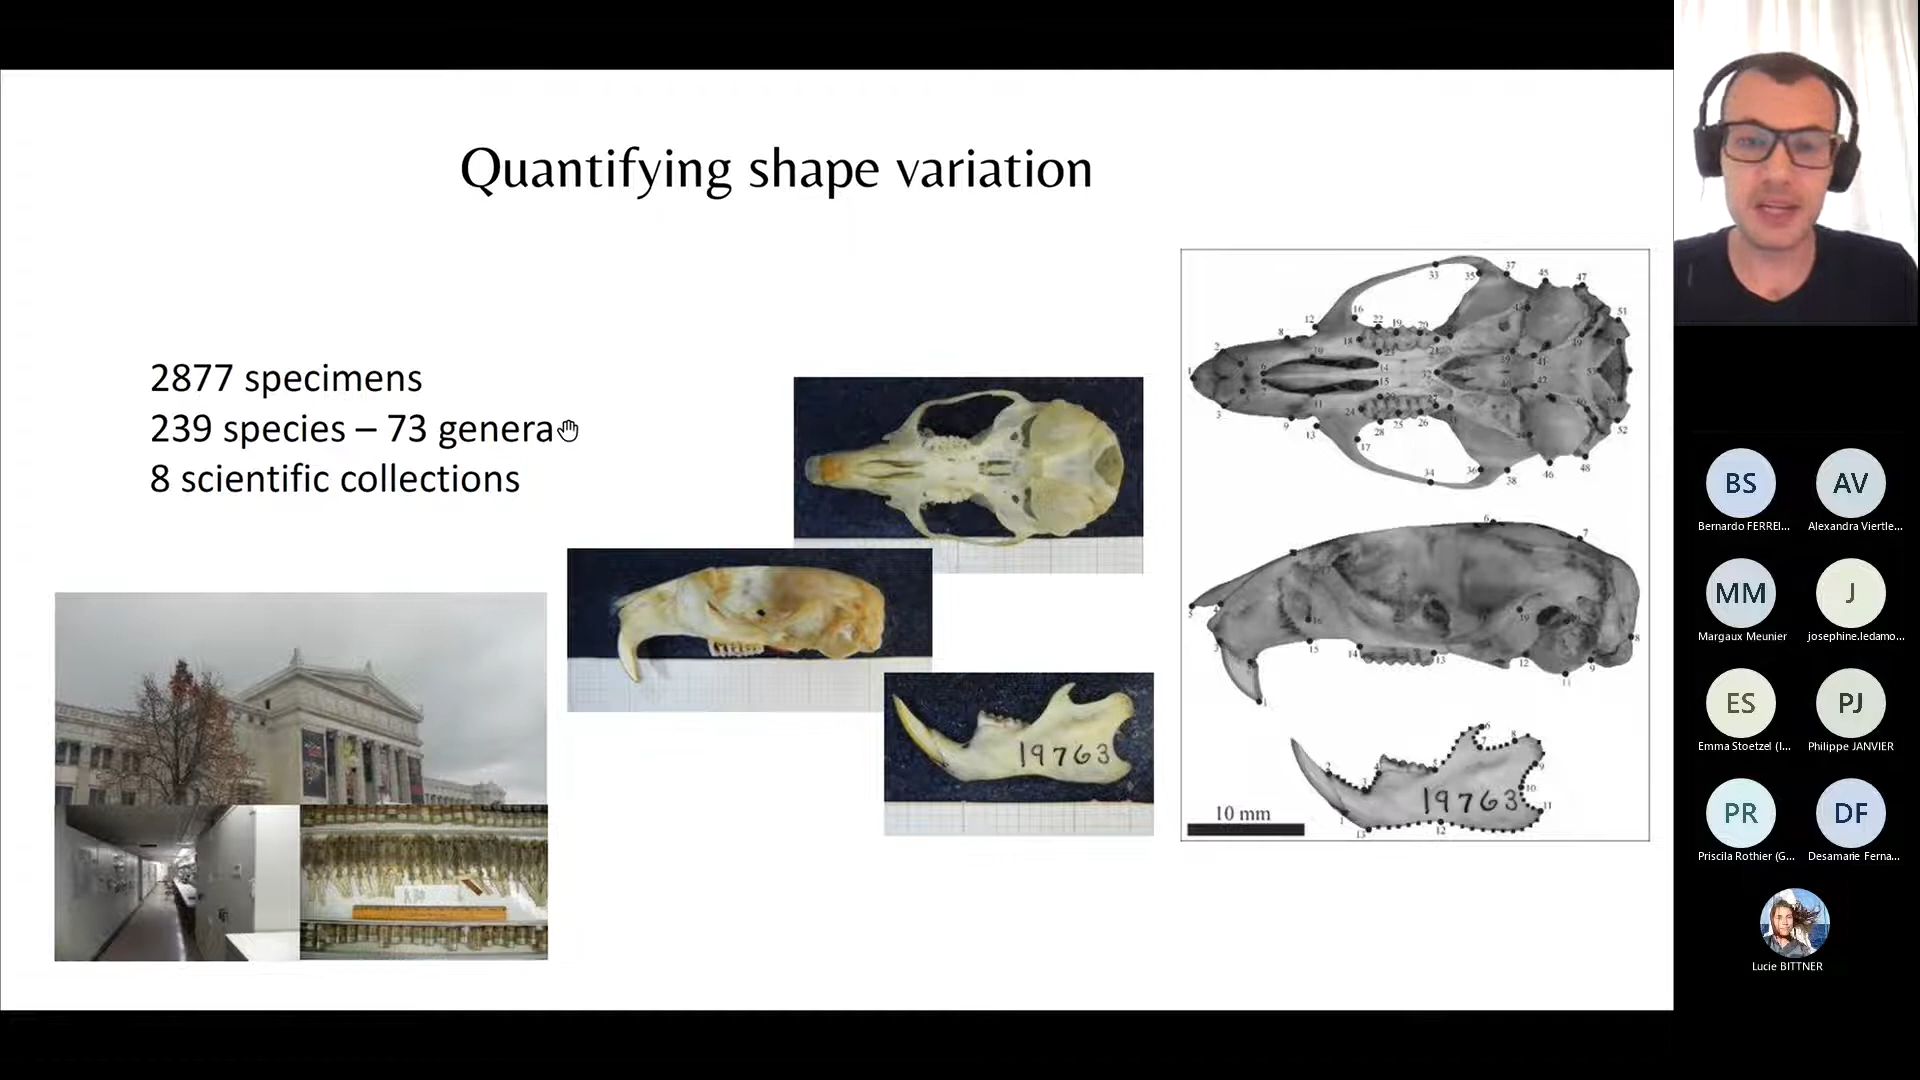 Quantifying shape variation
2877 specimens
239 species – 73 genera
8 scientific collections
19763
19763
10 mm
BS
Bernardo FERREI...
AV
Alexandra Viertle...
MM
Margaux Meunier
J
josephine.ledamo...
ES
Emma Stoetzel (I...
PJ
Philippe JANVIER
PR
Priscila Rothier (G...
DF
Desamarie Ferna...
Lucie BITTNER